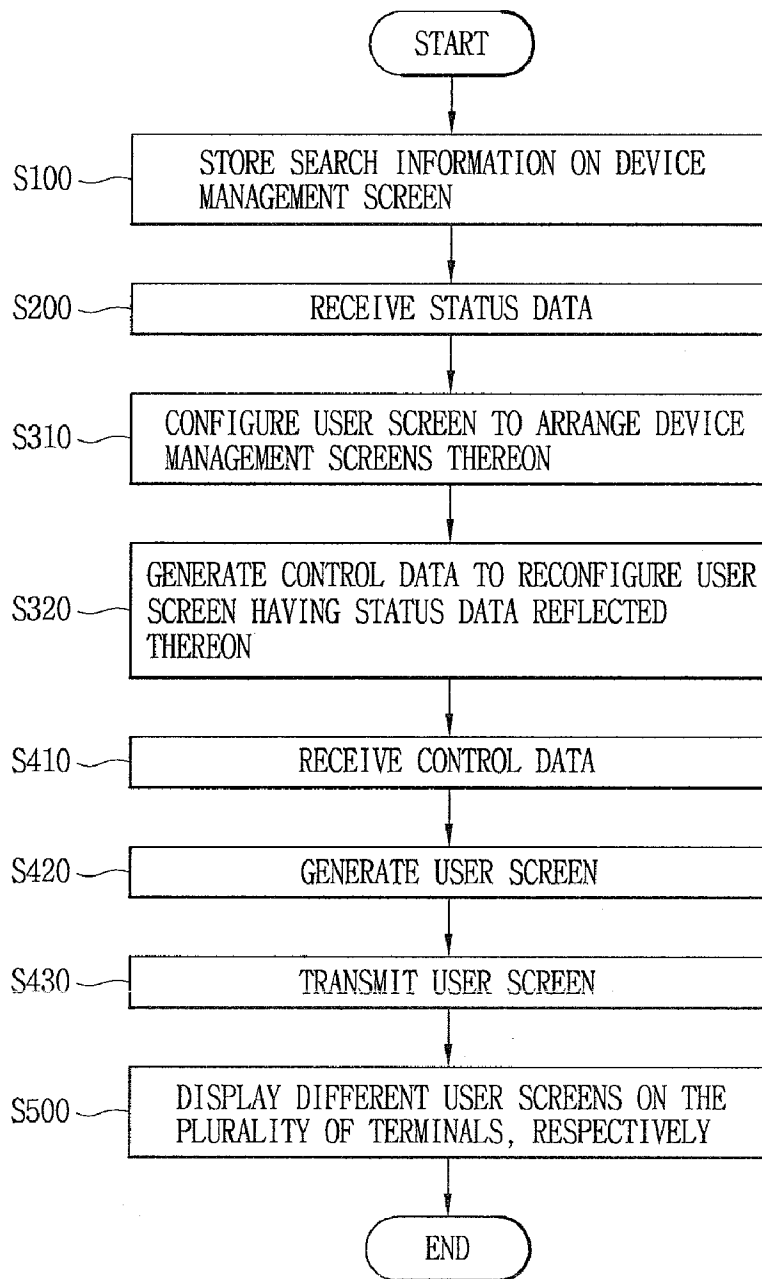 START
S100
STORE SEARCH INFORMATION ON DEVICE
MANAGEMENT SCREEN
S200
RECEIVE STATUS DATA
S310
CONFIGURE USER SCREEN TO ARRANGE DEVICE
MANAGEMENT SCREENS THEREON
S320
GENERATE CONTROL DATA TO RECONFIGURE USER
SCREEN HAVING STATUS DATA REFLECTED
THEREON
S410
RECEIVE CONTROL DATA
S420
GENERATE USER SCREEN
S430
TRANSMIT USER SCREEN
S500
DISPLAY DIFFERENT USER SCREENS ON THE
PLURALITY OF TERMINALS, RESPECTIVELY
END